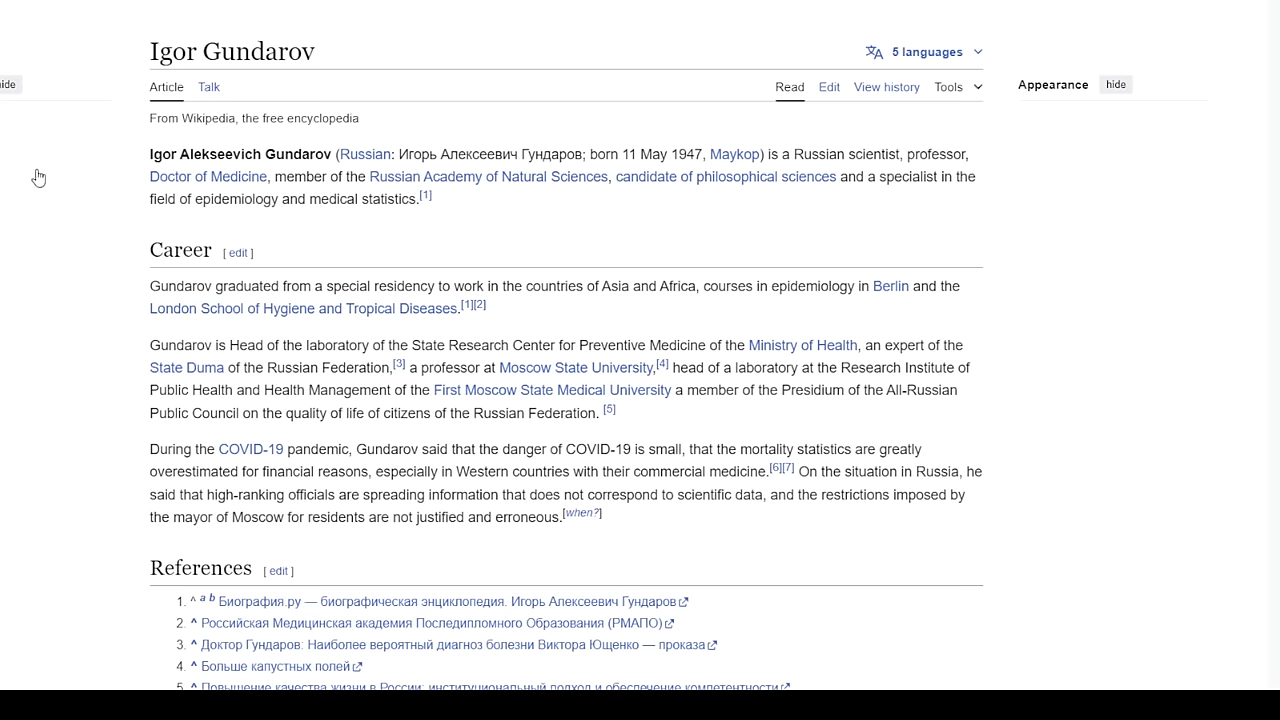 Igor Gundarov
5 languages
hide
Article Talk
Read Edit View history Tools
Appearance hide
From Wikipedia, the free encyclopedia
Igor Alekseevich Gundarov (Russian: Игорь Алексеевич Гундаров; born 11 May 1947, Maykop) is a Russian scientist, professor,
Doctor of Medicine, member of the Russian Academy of Natural Sciences, candidate of philosophical sciences and a specialist in the
field of epidemiology and medical statistics.[1]
Career [ edit ]
Gundarov graduated from a special residency to work in the countries of Asia and Africa, courses in epidemiology in Berlin and the
London School of Hygiene and Tropical Diseases.[1][2]
Gundarov is Head of the laboratory of the State Research Center for Preventive Medicine of the Ministry of Health, an expert of the
State Duma of the Russian Federation,[3] a professor at Moscow State University,[4] head of a laboratory at the Research Institute of
Public Health and Health Management of the First Moscow State Medical University a member of the Presidium of the All-Russian
Public Council on the quality of life of citizens of the Russian Federation. [5]
During the COVID-19 pandemic, Gundarov said that the danger of COVID-19 is small, that the mortality statistics are greatly
overestimated for financial reasons, especially in Western countries with their commercial medicine.[6][7] On the situation in Russia, he
said that high-ranking officials are spreading information that does not correspond to scientific data, and the restrictions imposed by
the mayor of Moscow for residents are not justified and erroneous.[when?]
References [ edit ]
1. ^ a b Биография.ру — биографическая энциклопедия. Игорь Алексеевич Гундаров
2. ^ Российская Медицинская академия Последипломного Образования (РМАПО)
3. ^ Доктор Гундаров: Наиболее вероятный диагноз болезни Виктора Ющенко — проказа
4. ^ Больше капустных полей
5. ^ Повышение качества жизни в России: институциональный подход и обеспечение компетентности